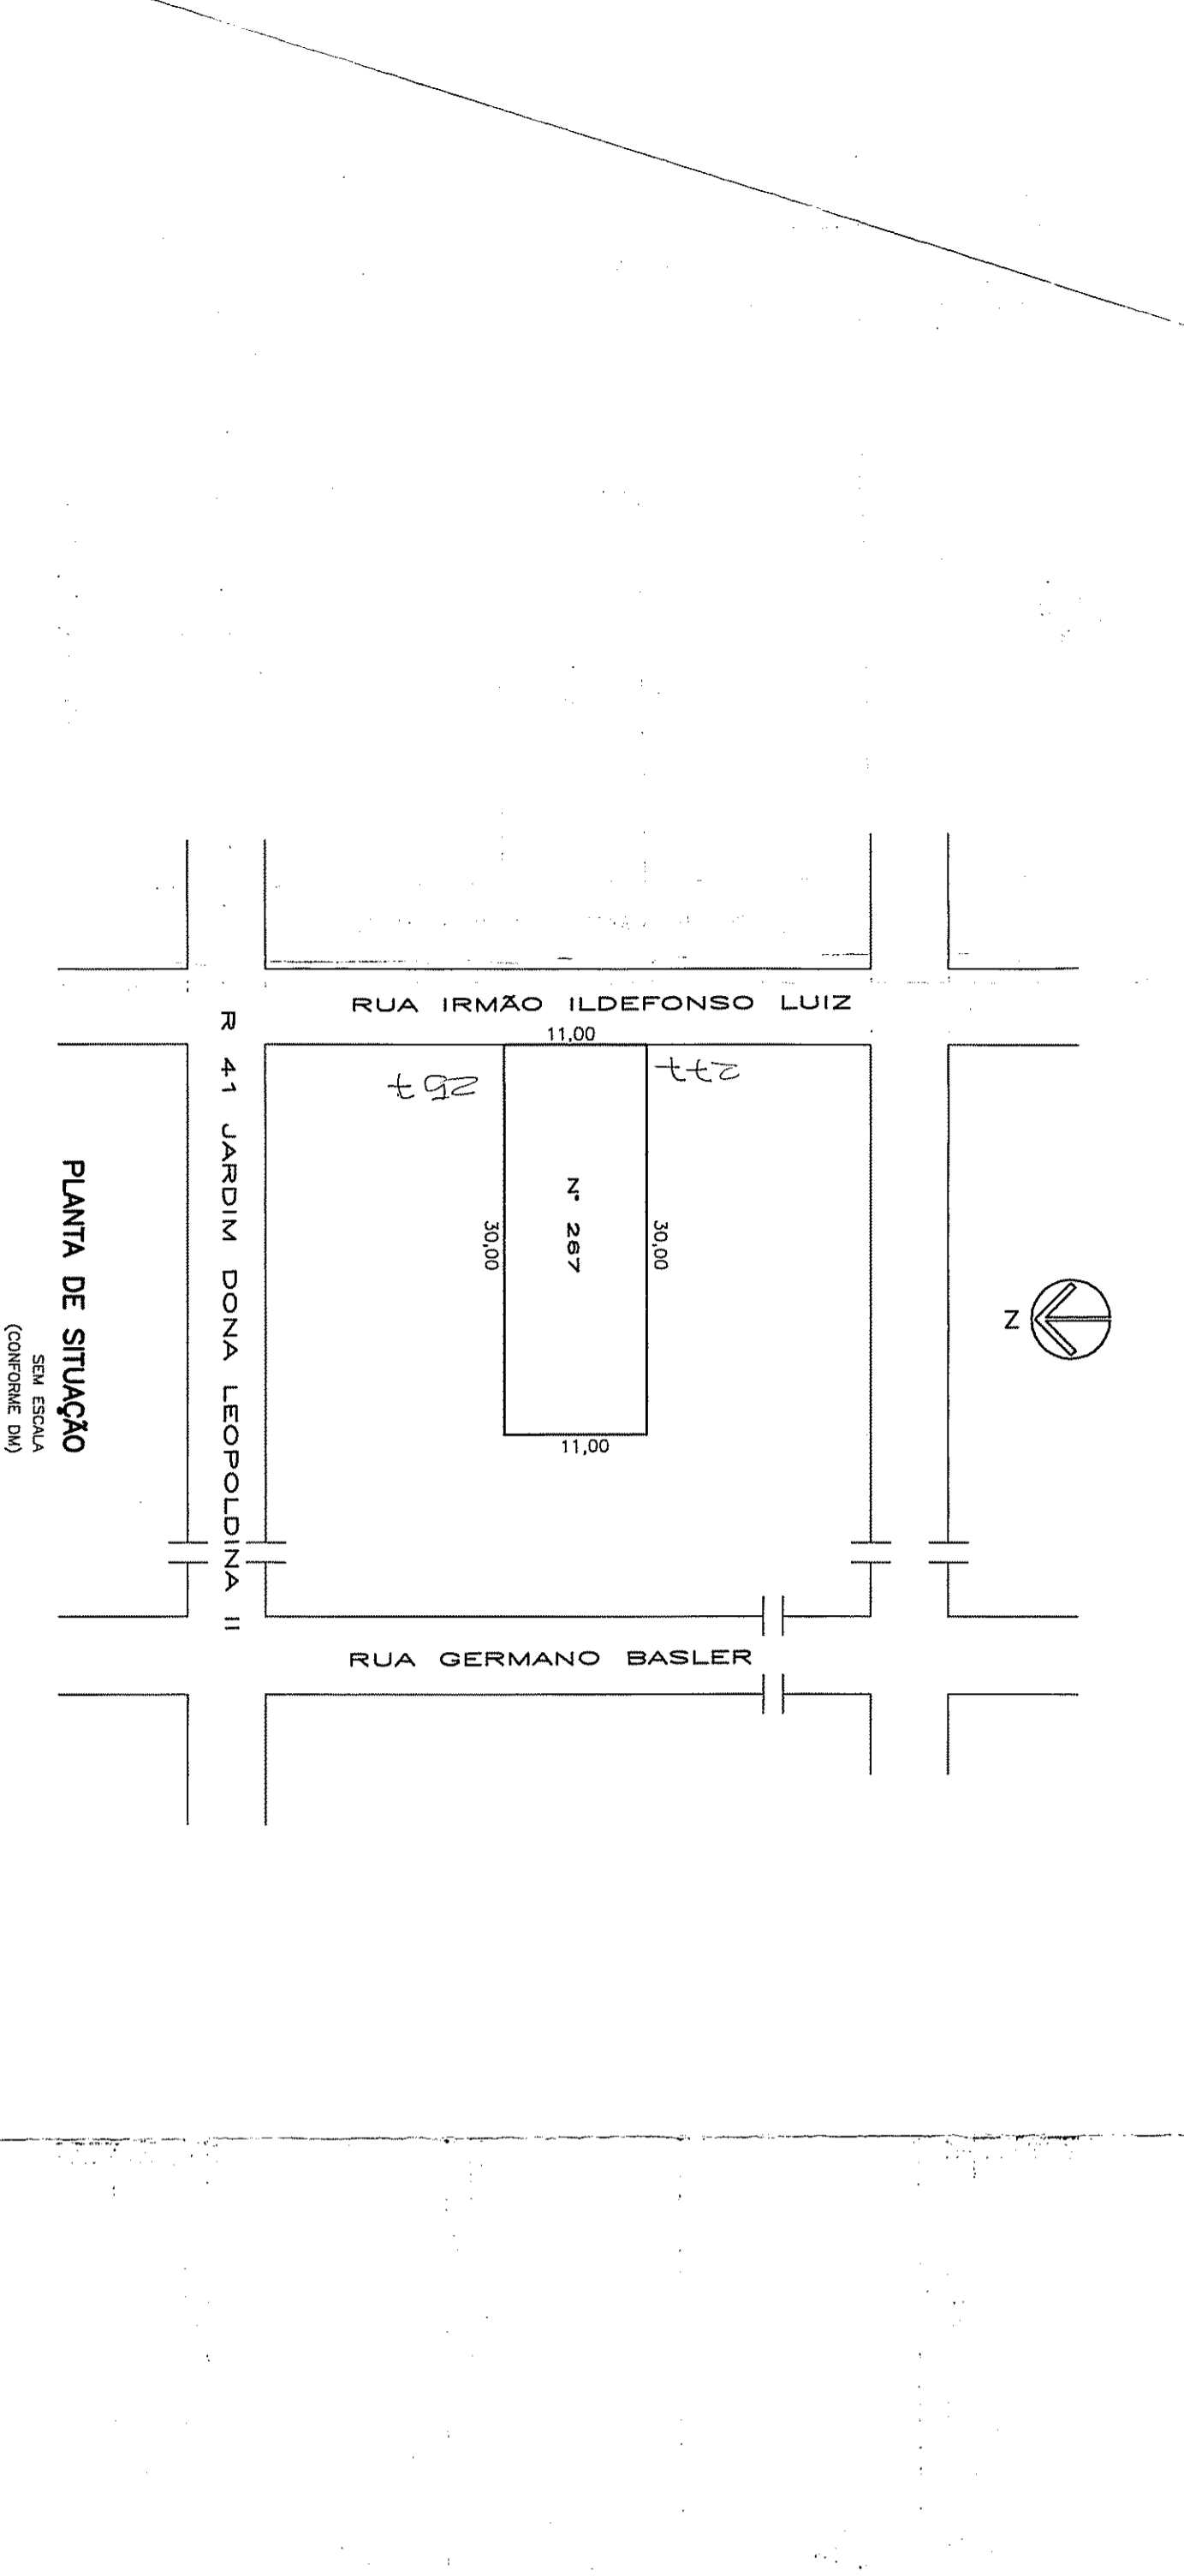 RUA IRMÃO ILDEFONSO LUIZ
11,00
257
277
R 41 JARDIM DONA LEOPOLDINA II
Nº 267
30,00
30,00
11,00
N
RUA GERMANO BASLER
PLANTA DE SITUAÇÃO
SEM ESCALA
(CONFORME DM)